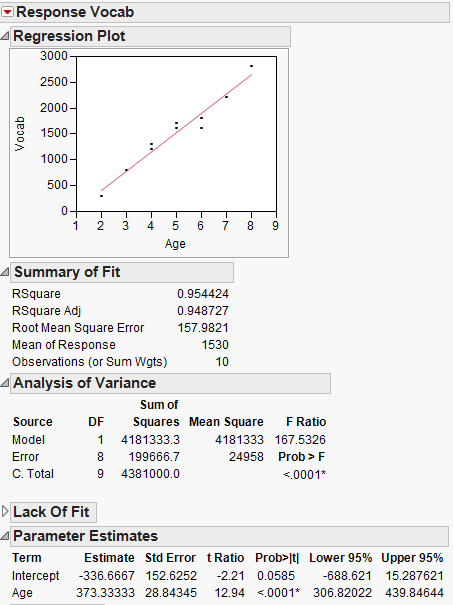 Response Vocab
Regression Plot
3000
2500
2000
1500
1000
500
0
Vocab
1 2 3 4 5 6 7 8 9
Age
Summary of Fit
RSquare 0.954424
RSquare Adj 0.948727
Root Mean Square Error 157.9821
Mean of Response 1530
Observations (or Sum Wgts) 10
Analysis of Variance
Sum of
Source DF Squares Mean Square F Ratio
Model 1 4181333.3 4181333 167.5326
Error 8 199666.7 24958 Prob > F
C. Total 9 4381000.0 <.0001*
Lack Of Fit
Parameter Estimates
Term Estimate Std Error t Ratio Prob>|t| Lower 95% Upper 95%
Intercept -336.6667 152.6252 -2.21 0.0585 -688.621 15.287621
Age 373.33333 28.84345 12.94 <.0001* 306.82022 439.84644